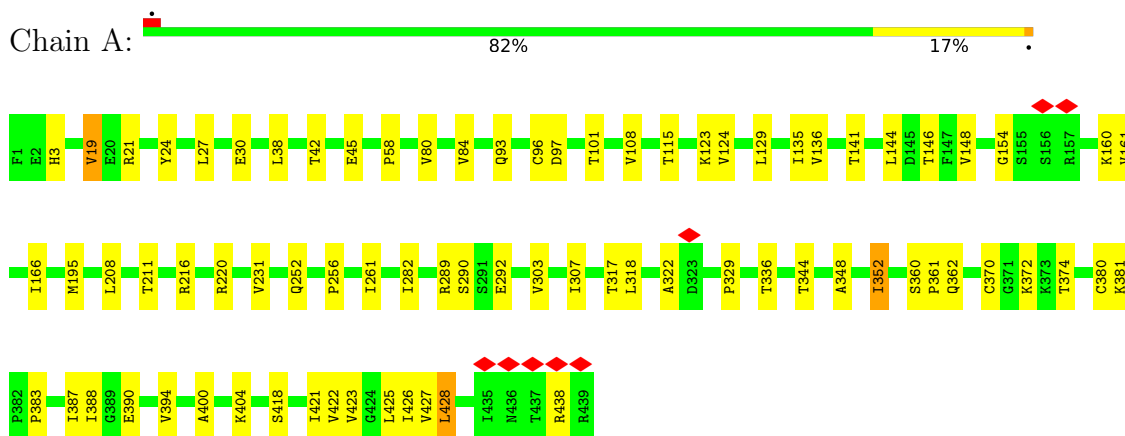 Chain A:
82% 17%
F1 E2 H3 V19 E20 R21 Y24 L27 E30 L38 T42 E45 P58 V80 V84 Q93 C96 D97 T101 V108 T115 K123 V124 L129 I135 V136 T141 L144 D145 T146 F147 V148 G154 S155 S156 R157 K160 V161
I166 M195 L208 T211 R216 R220 V231 Q252 P256 I261 I282 R289 S290 S291 E292 V303 I307 T317 L318 A322 D323 P329 T336 T344 A348 I352 S360 P361 Q362 C370 G371 K372 K373 T374 C380 K381
P382 P383 I387 I388 G389 E390 V394 A400 K404 S418 I421 V422 V423 G424 L425 I426 V427 L428 I435 N436 T437 R438 R439